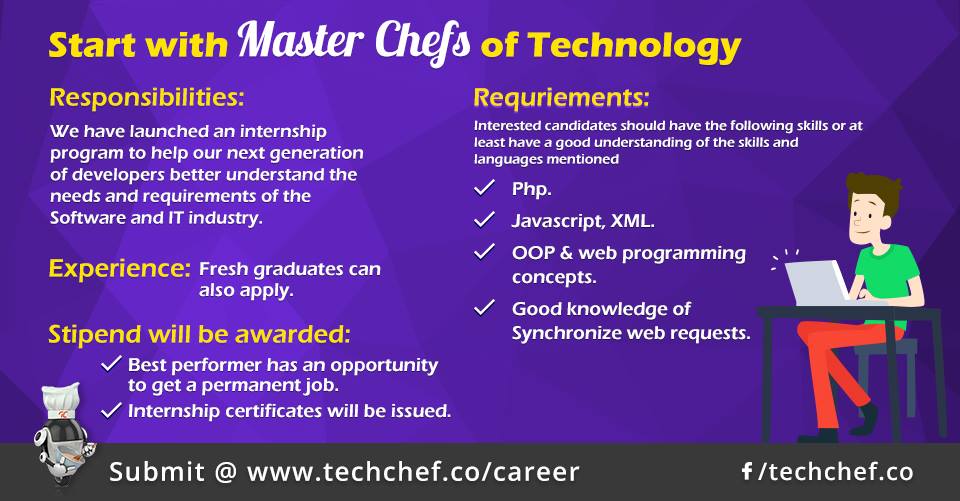 Start with Master Chefs of Technology
Responsibilities:
We have launched an internship
program to help our next generation
of developers better understand the
needs and requirements of the
Software and IT industry.
Experience: Fresh graduates can
also apply.
Stipend will be awarded:
Best performer has an opportunity
to get a permanent job.
Internship certificates will be issued.
Requriements:
Interested candidates should have the following skills or at
least have a good understanding of the skills and
languages mentioned
Php.
Javascript, XML.
OOP & web programming
concepts.
Good knowledge of
Synchronize web requests.
Submit @ www.techchef.co/career
f/techchef.co